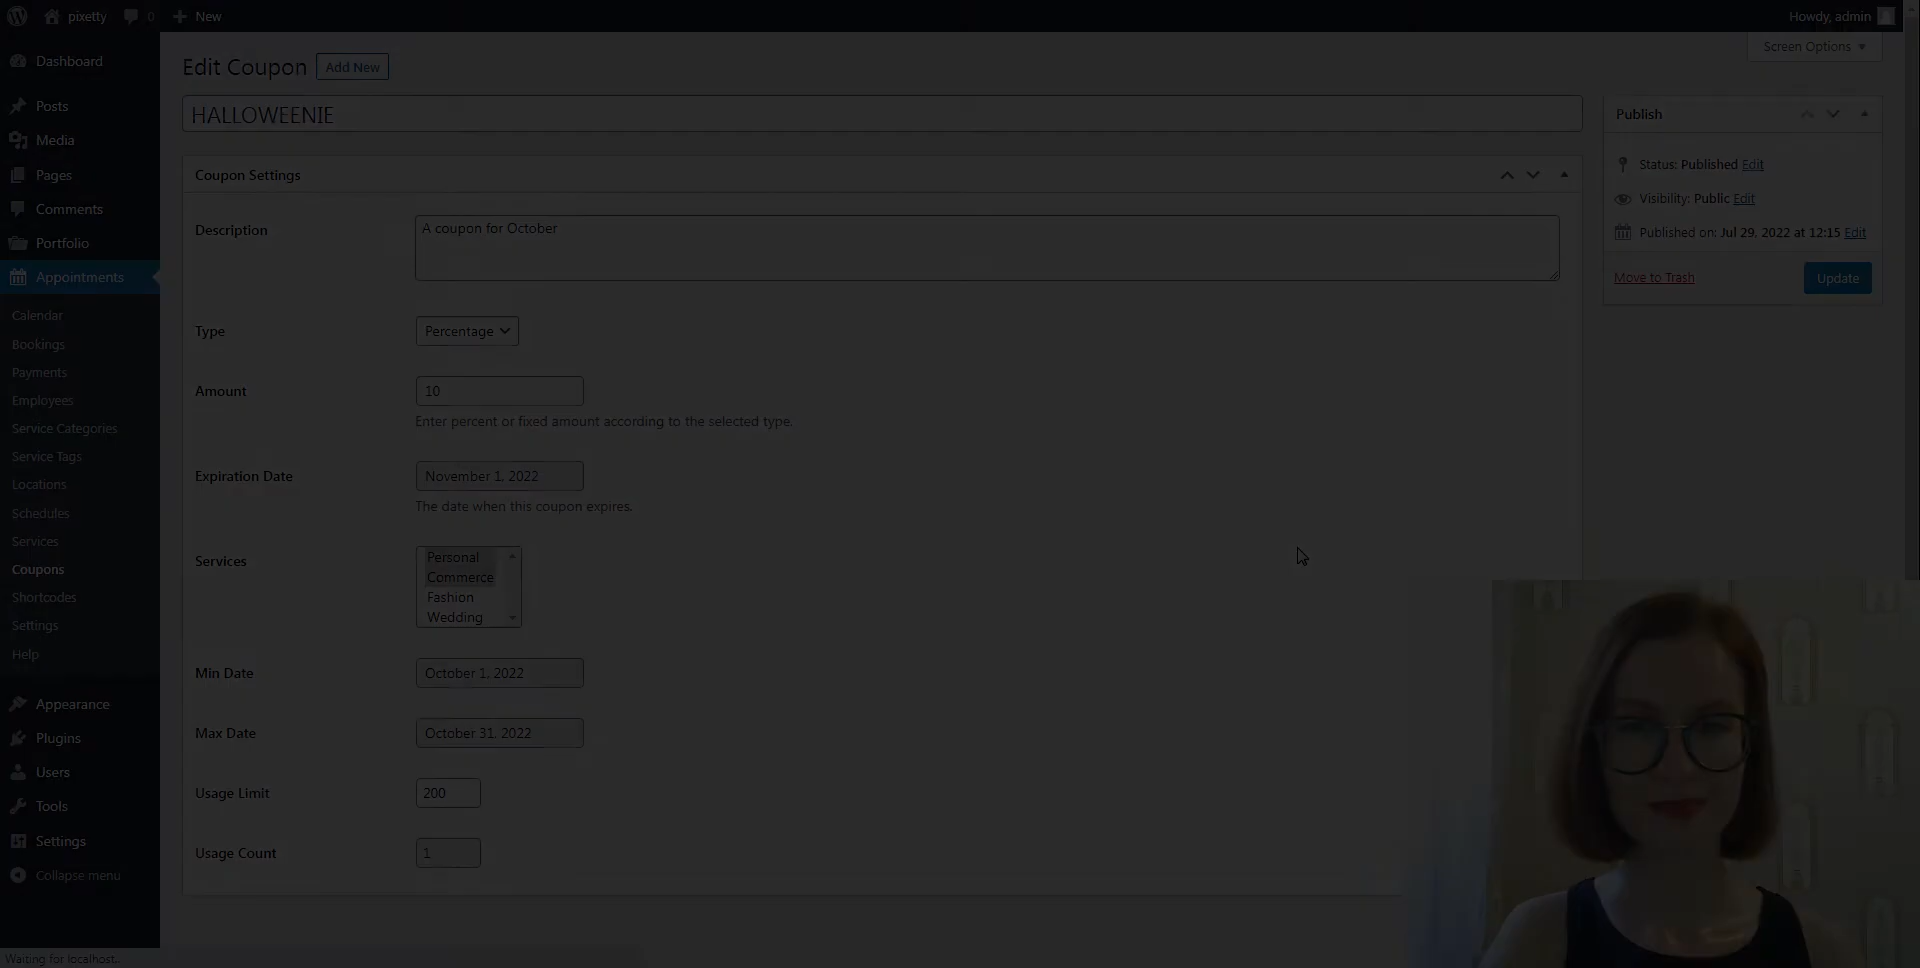 pixetty
0
New
Howdy, admin
Screen Options
Dashboard
Posts
Media
Pages
Comments
Portfolio
Appointments
Calendar
Bookings
Payments
Employees
Service Categories
Service Tags
Locations
Schedules
Services
Coupons
Shortcodes
Settings
Help
Appearance
Plugins
Users
Tools
Settings
Collapse menu
Edit Coupon
Add New
HALLOWEENIE
Coupon Settings
Description
A coupon for October
Type
Percentage
Amount
10
Enter percent or fixed amount according to the selected type.
Expiration Date
November 1, 2022
The date when this coupon expires.
Services
Personal
Commerce
Fashion
Wedding
Min Date
October 1, 2022
Max Date
October 31, 2022
Usage Limit
200
Usage Count
1
Publish
Status: Published Edit
Visibility: Public Edit
Published on: Jul 29, 2022 at 12:15 Edit
Move to Trash
Update
Waiting for localhost...